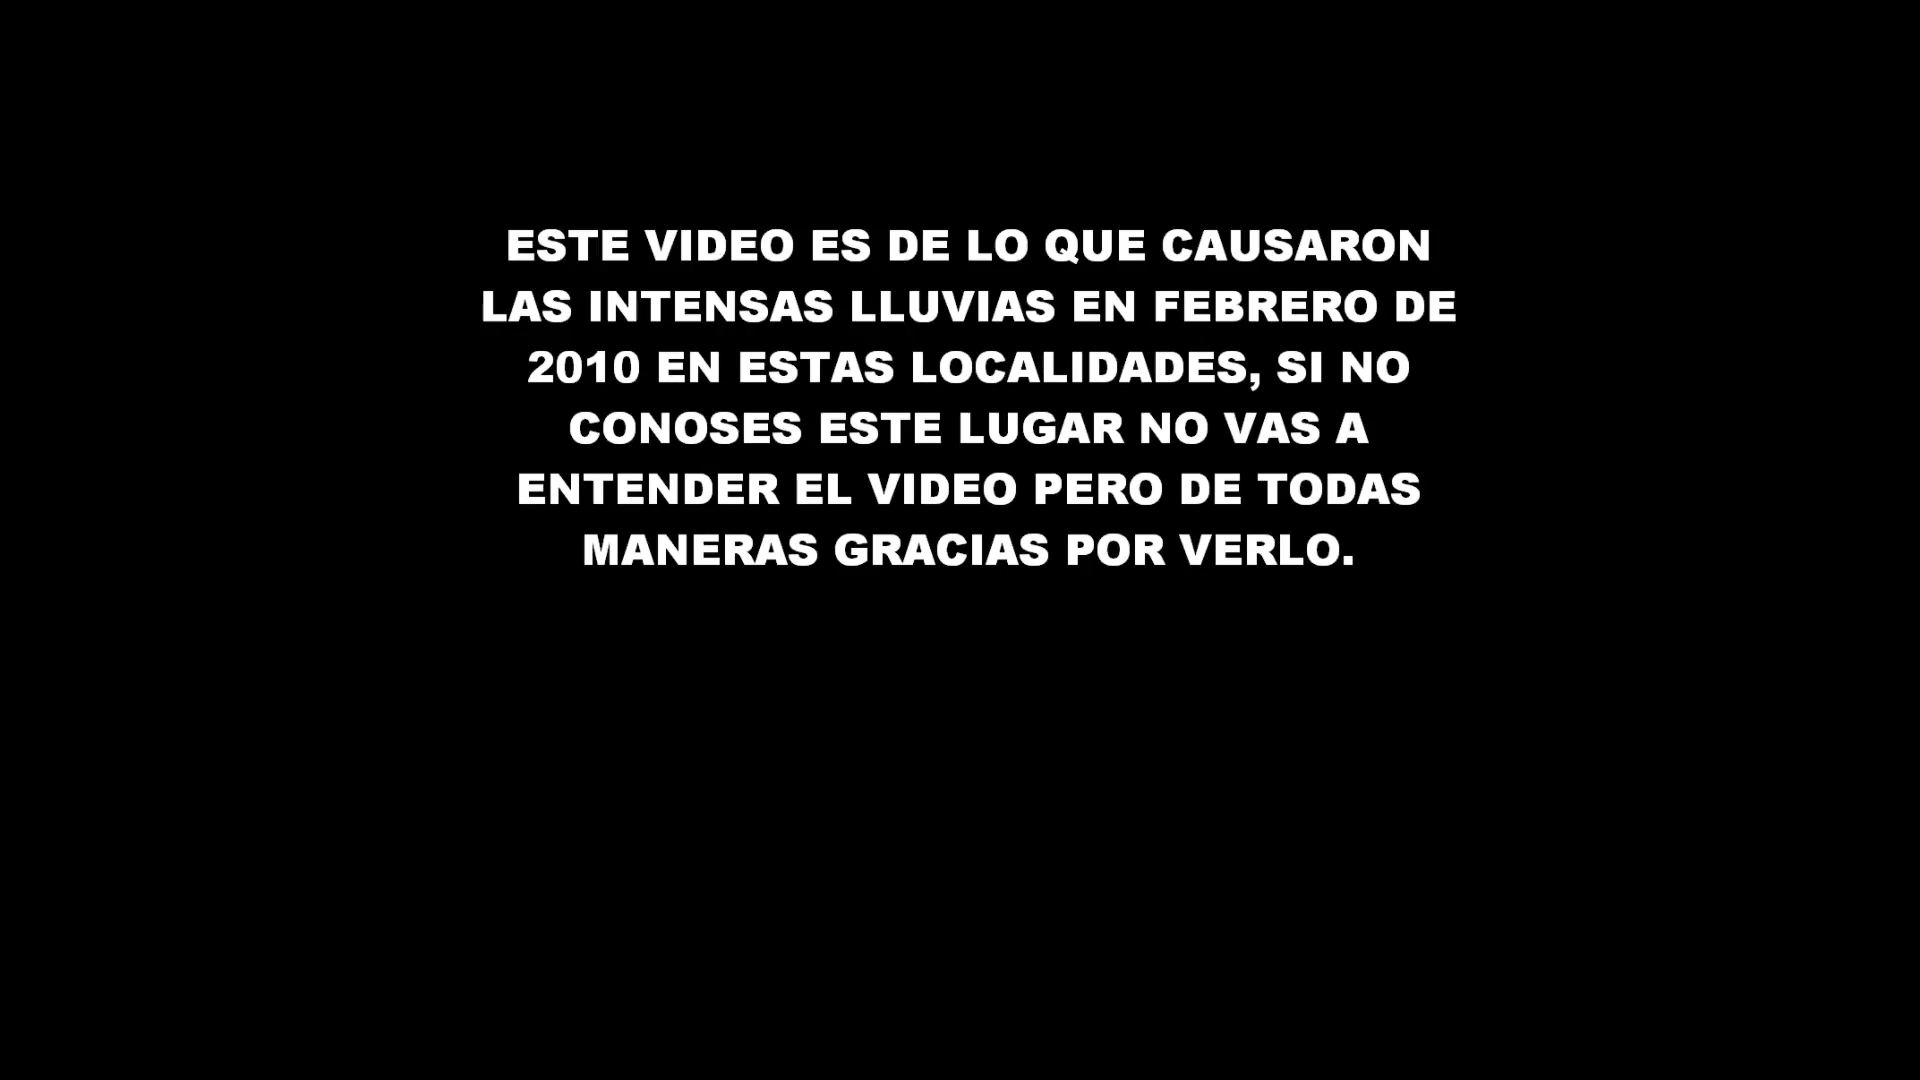 ESTE VIDEO ES DE LO QUE CAUSARON
LAS INTENSAS LLUVIAS EN FEBRERO DE
2010 EN ESTAS LOCALIDADES, SI NO
CONOSES ESTE LUGAR NO VAS A
ENTENDER EL VIDEO PERO DE TODAS
MANERAS GRACIAS POR VERLO.